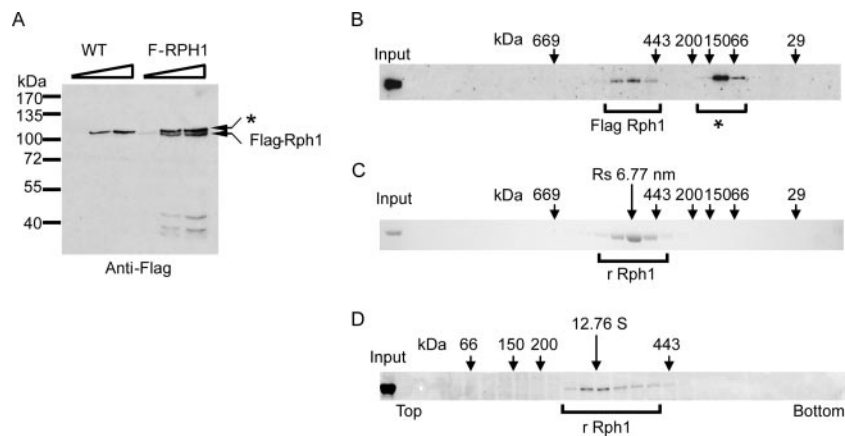 A
WT F-RPH1
kDa
170
135
100
72
55
40
*
Flag-Rph1
Anti-Flag
B
Input kDa 669 443 200 150 66 29
Flag Rph1 *
C
Rs 6.77 nm
Input kDa 669 443 200 150 66 29
r Rph1
D
12.76 S
Input kDa 66 150 200 443
Top Bottom
r Rph1